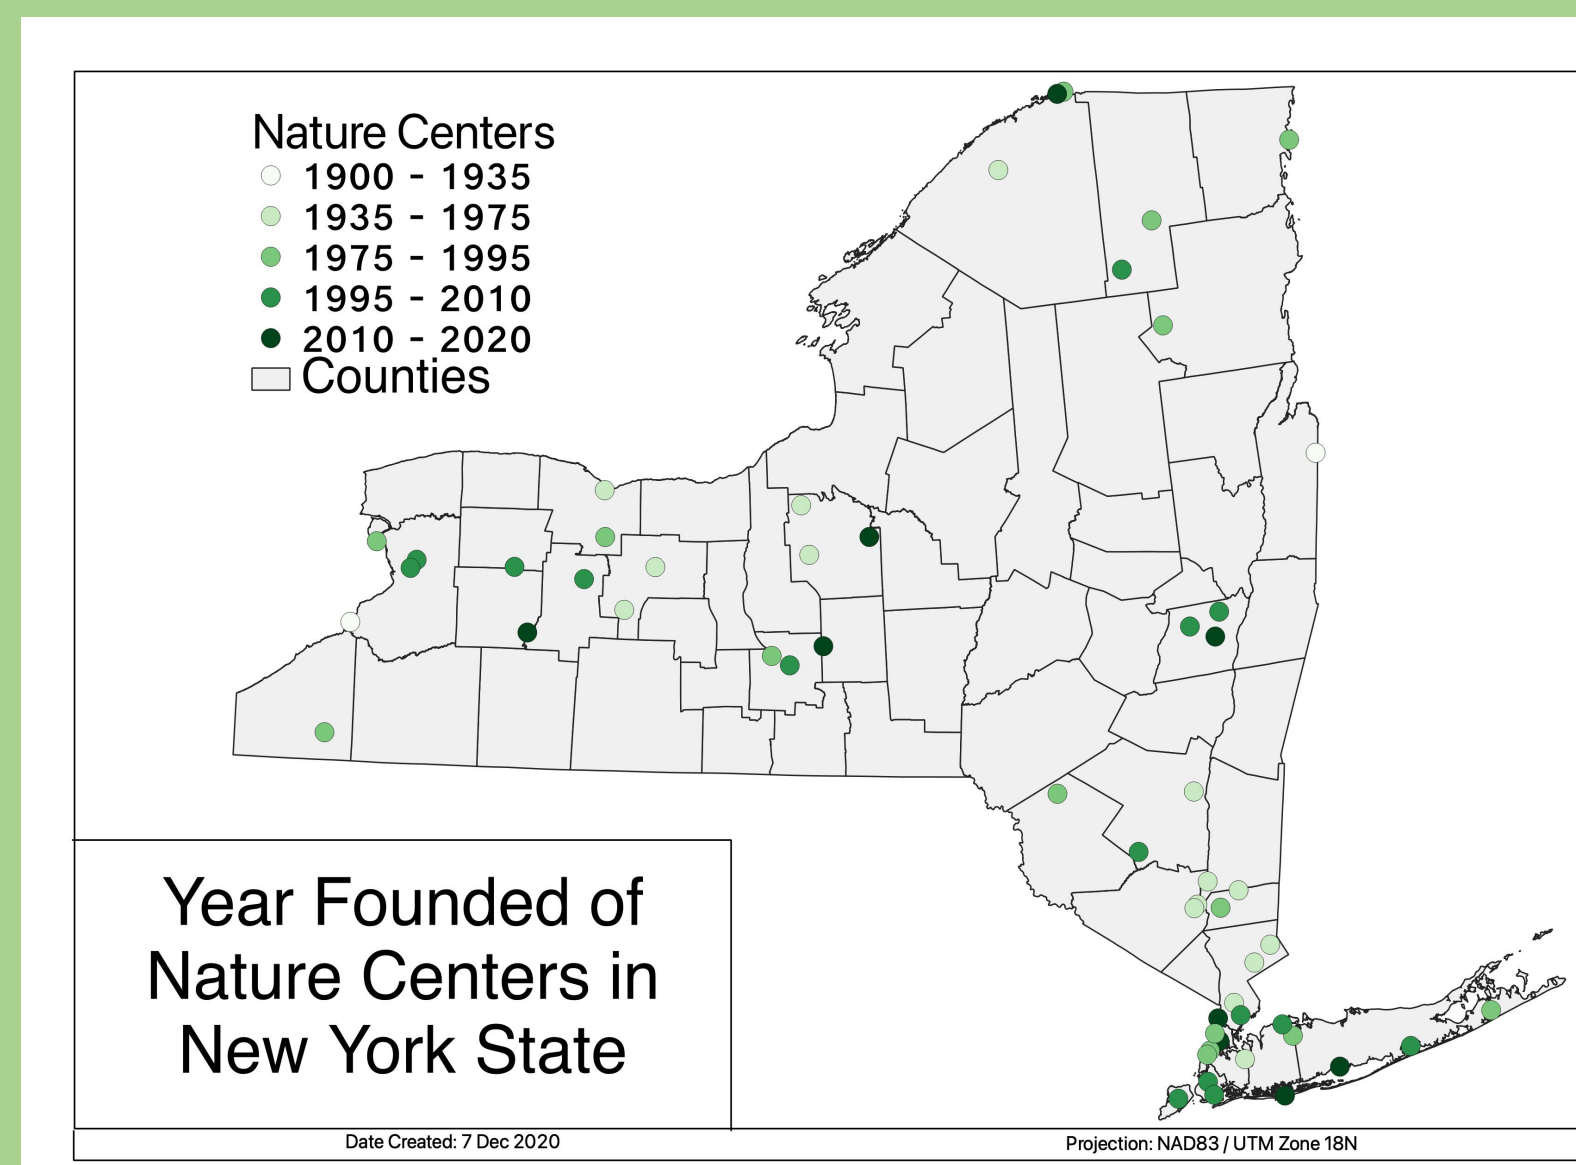 Nature Centers
1900 - 1935
1935 - 1975
1975 - 1995
1995 - 2010
2010 - 2020
Counties
Year Founded of
Nature Centers in
New York State
Date Created: 7 Dec 2020
Projection: NAD83 / UTM Zone 18N